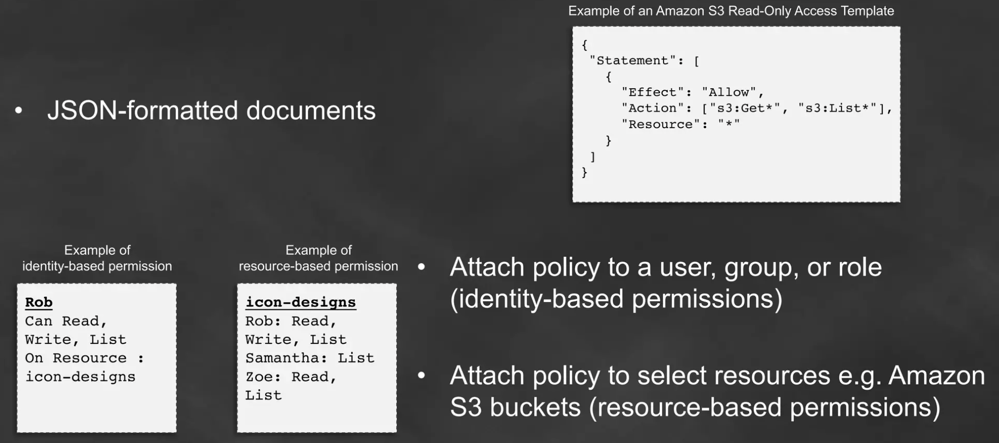 Example of an Amazon S3 Read-Only Access Template
{
"Statement": [
{
"Effect": "Allow",
"Action": ["s3:Get*", "s3:List*"],
"Resource": "*"
}
]
}
• JSON-formatted documents
Example of
identity-based permission
Rob
Can Read,
Write, List
On Resource :
icon-designs
Example of
resource-based permission
icon-designs
Rob: Read,
Write, List
Samantha: List
Zoe: Read,
List
• Attach policy to a user, group, or role
(identity-based permissions)
• Attach policy to select resources e.g. Amazon
S3 buckets (resource-based permissions)